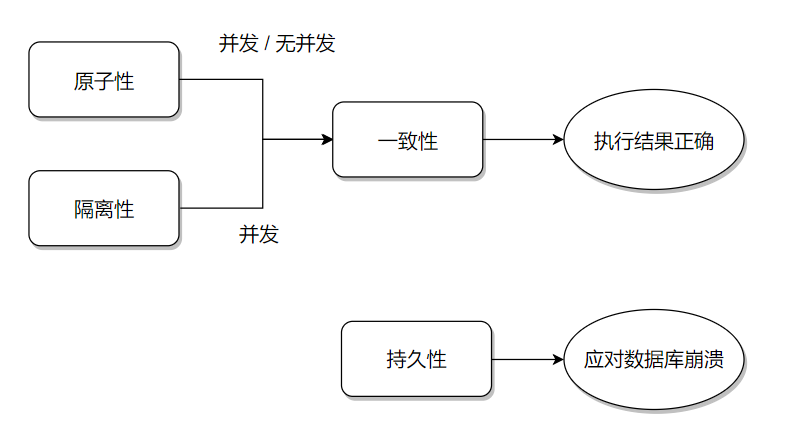 并发 / 无并发
原子性
一致性
执行结果正确
隔离性
并发
持久性
应对数据库崩溃